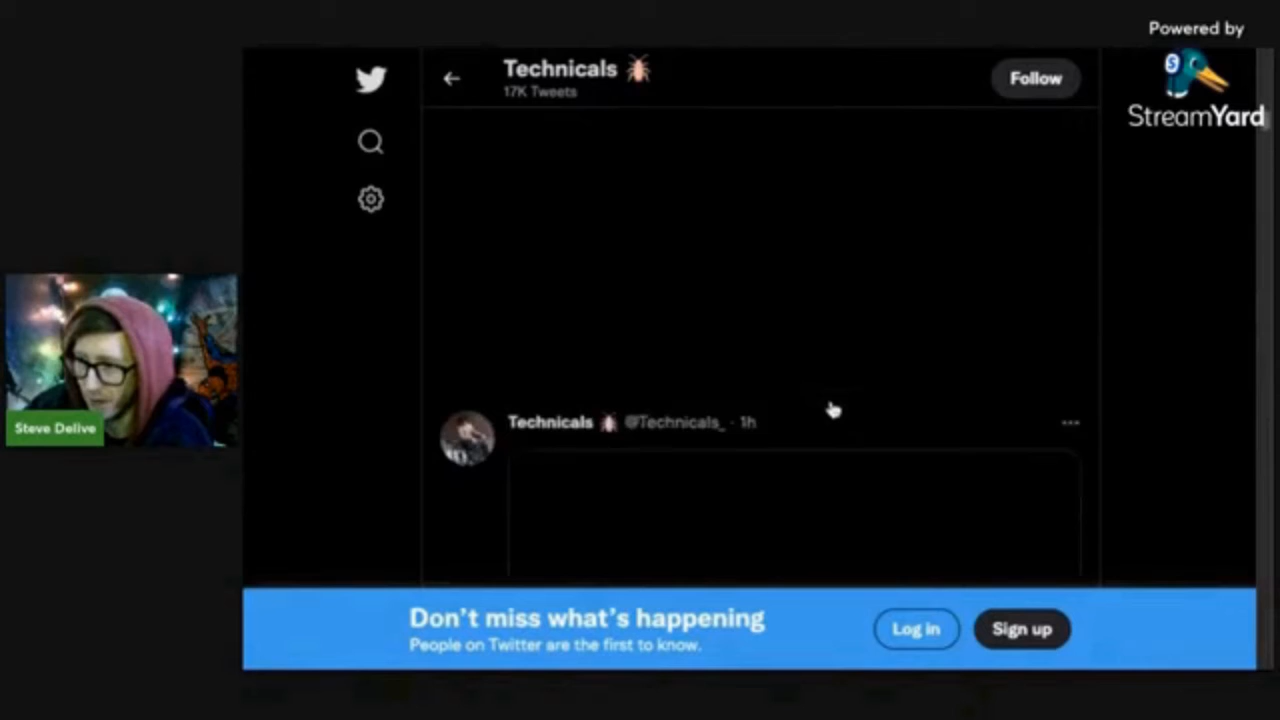 Powered by
StreamYard
Technicals
17K Tweets
Follow
Technicals @Technicals_ · 1h
Steve Delive
Don't miss what's happening
People on Twitter are the first to know.
Log in
Sign up